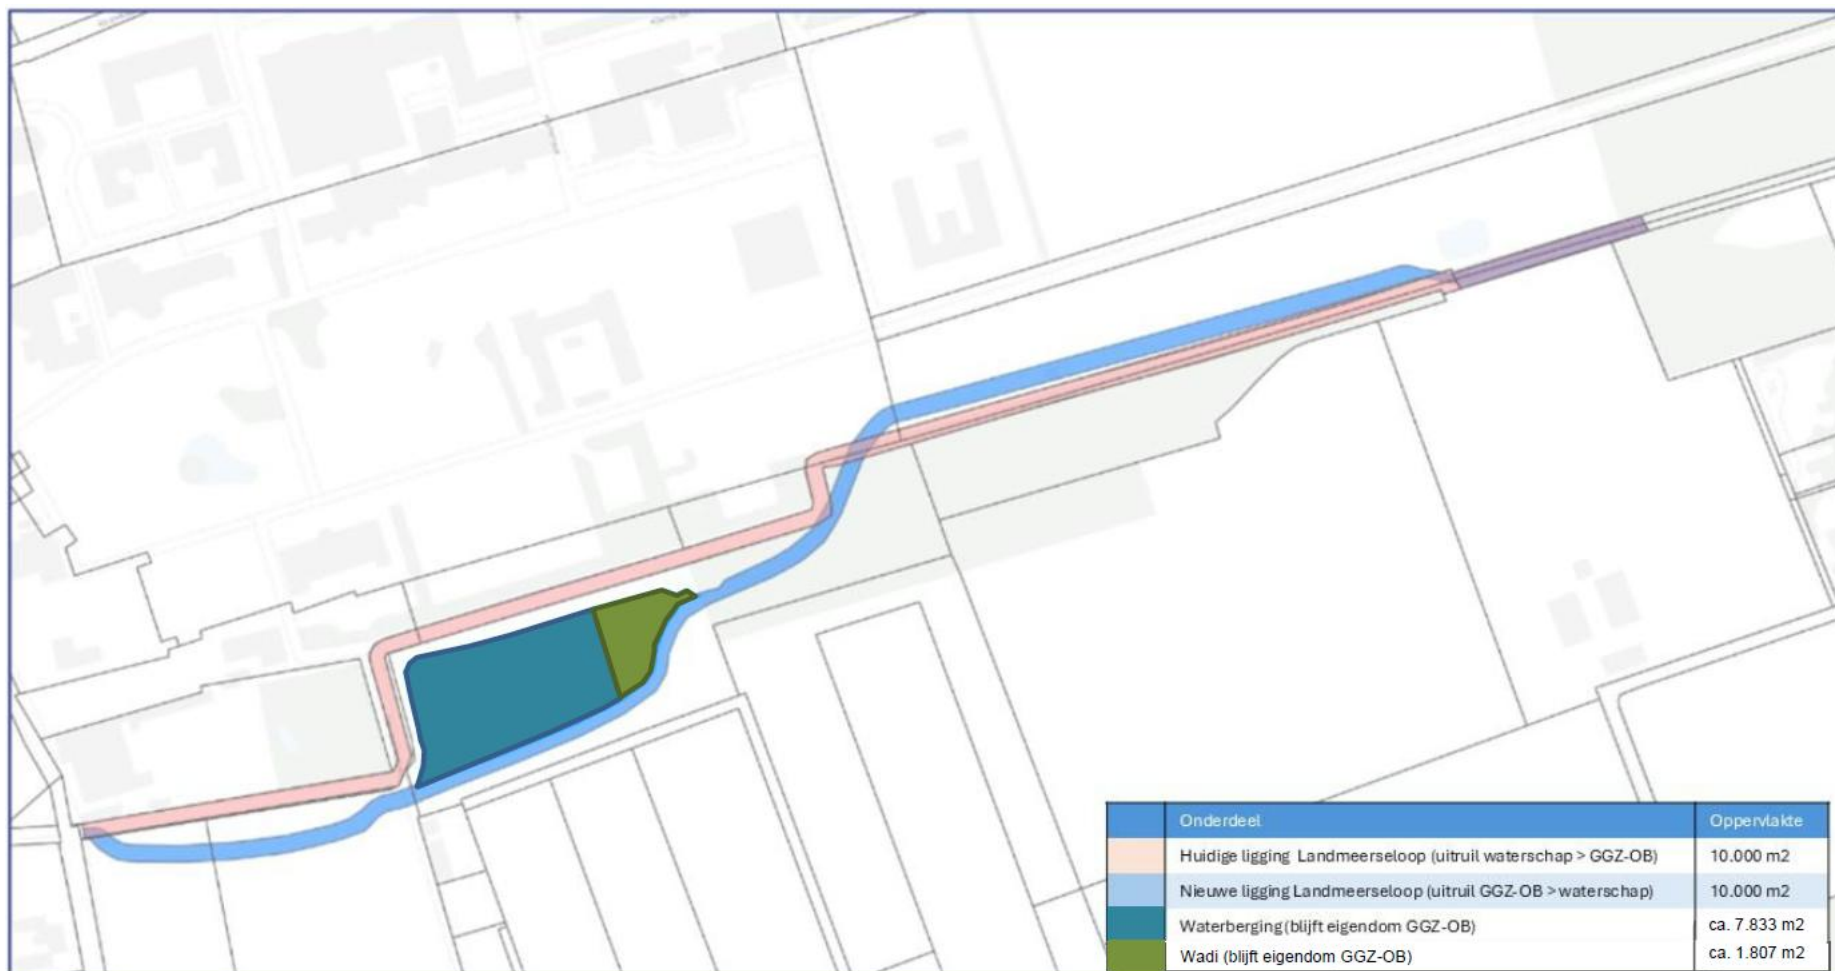 Onderdeel Oppervlakte
Huidige ligging Landmeerseloop (uitruil waterschap > GGZ-OB) 10.000 m2
Nieuwe ligging Landmeerseloop (uitruil GGZ-OB > waterschap) 10.000 m2
Waterberging (blijft eigendom GGZ-OB) ca. 7.833 m2
Wadi (blijft eigendom GGZ-OB) ca. 1.807 m2